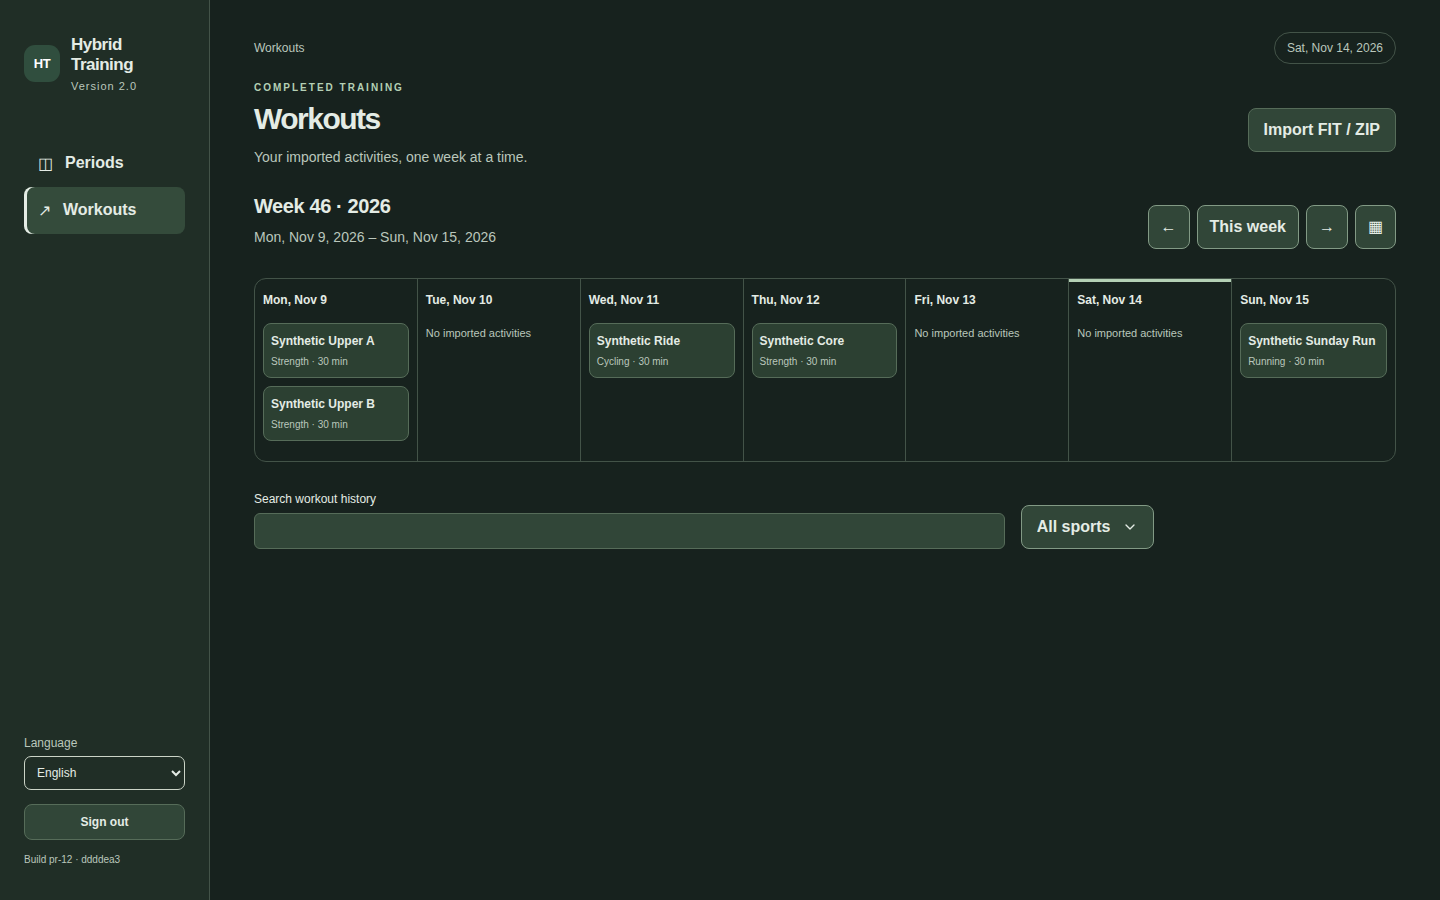 HT
Hybrid
Training
Version 2.0
Periods
Workouts
Language
English
Sign out
Build pr-12 · ddddea3
Workouts
Sat, Nov 14, 2026
COMPLETED TRAINING
Workouts
Import FIT / ZIP
Your imported activities, one week at a time.
Week 46 · 2026
Mon, Nov 9, 2026 – Sun, Nov 15, 2026
← This week →
Mon, Nov 9
Synthetic Upper A
Strength · 30 min
Synthetic Upper B
Strength · 30 min
Tue, Nov 10
No imported activities
Wed, Nov 11
Synthetic Ride
Cycling · 30 min
Thu, Nov 12
Synthetic Core
Strength · 30 min
Fri, Nov 13
No imported activities
Sat, Nov 14
No imported activities
Sun, Nov 15
Synthetic Sunday Run
Running · 30 min
Search workout history
All sports